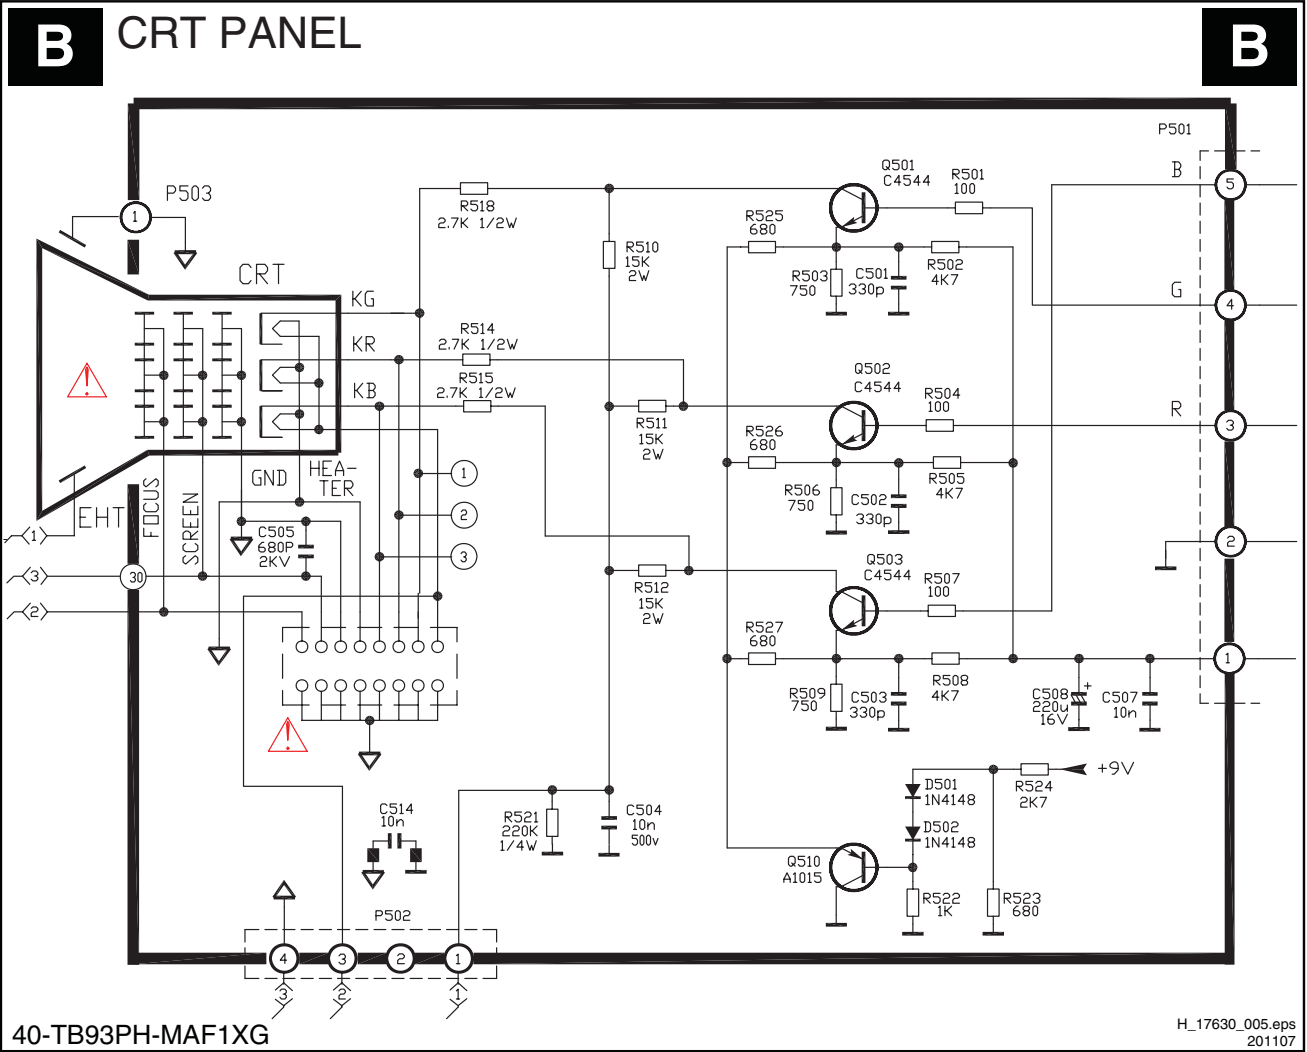 B CRT PANEL B
P501
P503
1
Q501
C4544
R501
100
B
5
R518
2.7K 1/2W
R525
680
R510
15K
2W
R503
750
C501
330p
R502
4K7
CRT
KG
G
4
R514
2.7K 1/2W
KR
R515
2.7K 1/2W
KB
Q502
C4544
R504
100
R
3
R511
15K
2W
R526
680
R505
4K7
R506
750
C502
330p
1
2
3
GND
HEA-
TER
FOCUS
SCREEN
EHT
C505
680P
2KV
<1>
<3>
30
<2>
2
Q503
C4544
R507
100
R512
15K
2W
R527
680
1
R509
750
C503
330p
R508
4K7
C508
220u
16V
+
C507
10n
+9V
R524
2K7
D501
1N4148
D502
1N4148
C514
10n
R521
220K
1/4W
C504
10n
500v
Q510
A1015
R522
1K
R523
680
P502
4 3 2 1
3 2 1
40-TB93PH-MAF1XG
H_17630_005.eps
201107